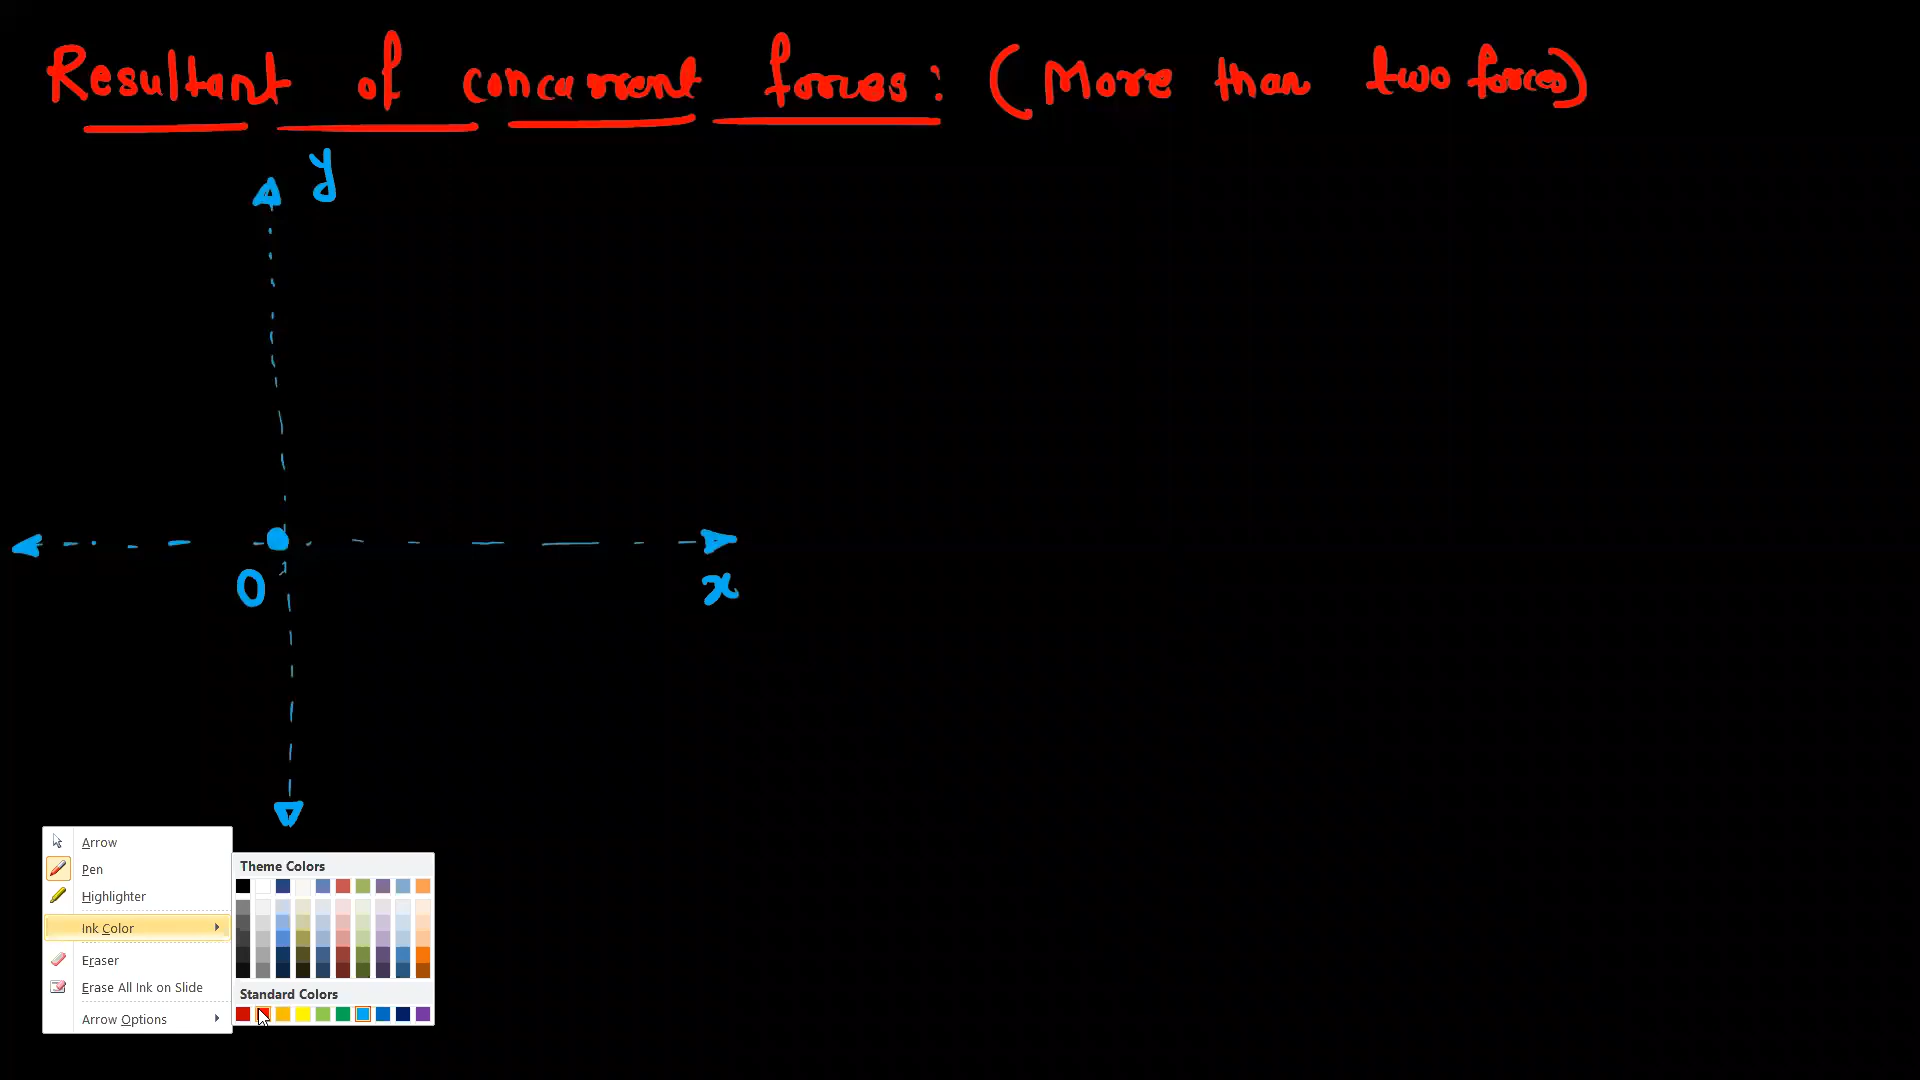 Resultant of concurrent forces: (More than two forces)
y
O
x
Arrow
Pen
Highlighter
Ink Color
Eraser
Erase All Ink on Slide
Arrow Options
Theme Colors
Standard Colors